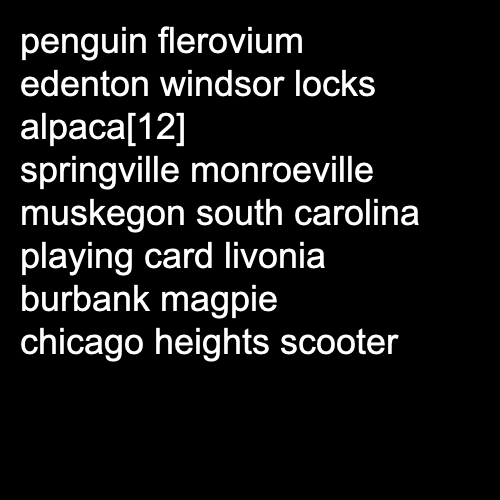 penguin flerovium
edenton windsor locks
alpaca[12]
springville monroeville
muskegon south carolina
playing card livonia
burbank magpie
chicago heights scooter